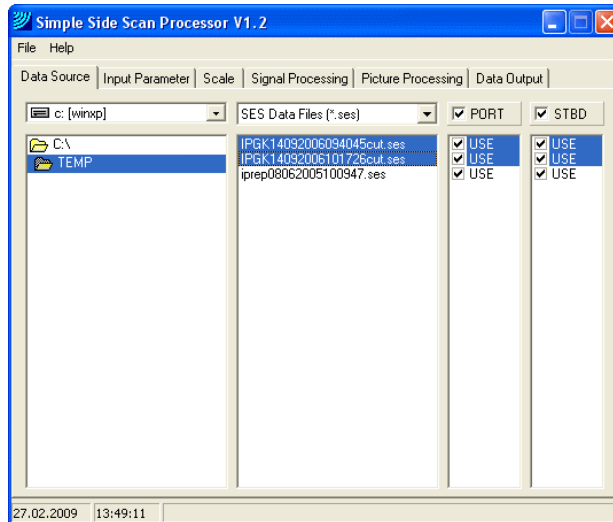 Simple Side Scan Processor V1.2
File Help
Data Source Input Parameter Scale Signal Processing Picture Processing Data Output
c: [winxp] SES Data Files (*.ses) PORT STBD
C:\ IPGK14092006094045cut.ses USE USE
TEMP IPGK14092006101726cut.ses USE USE
iprep08062005100947.ses USE USE
27.02.2009 13:49:11